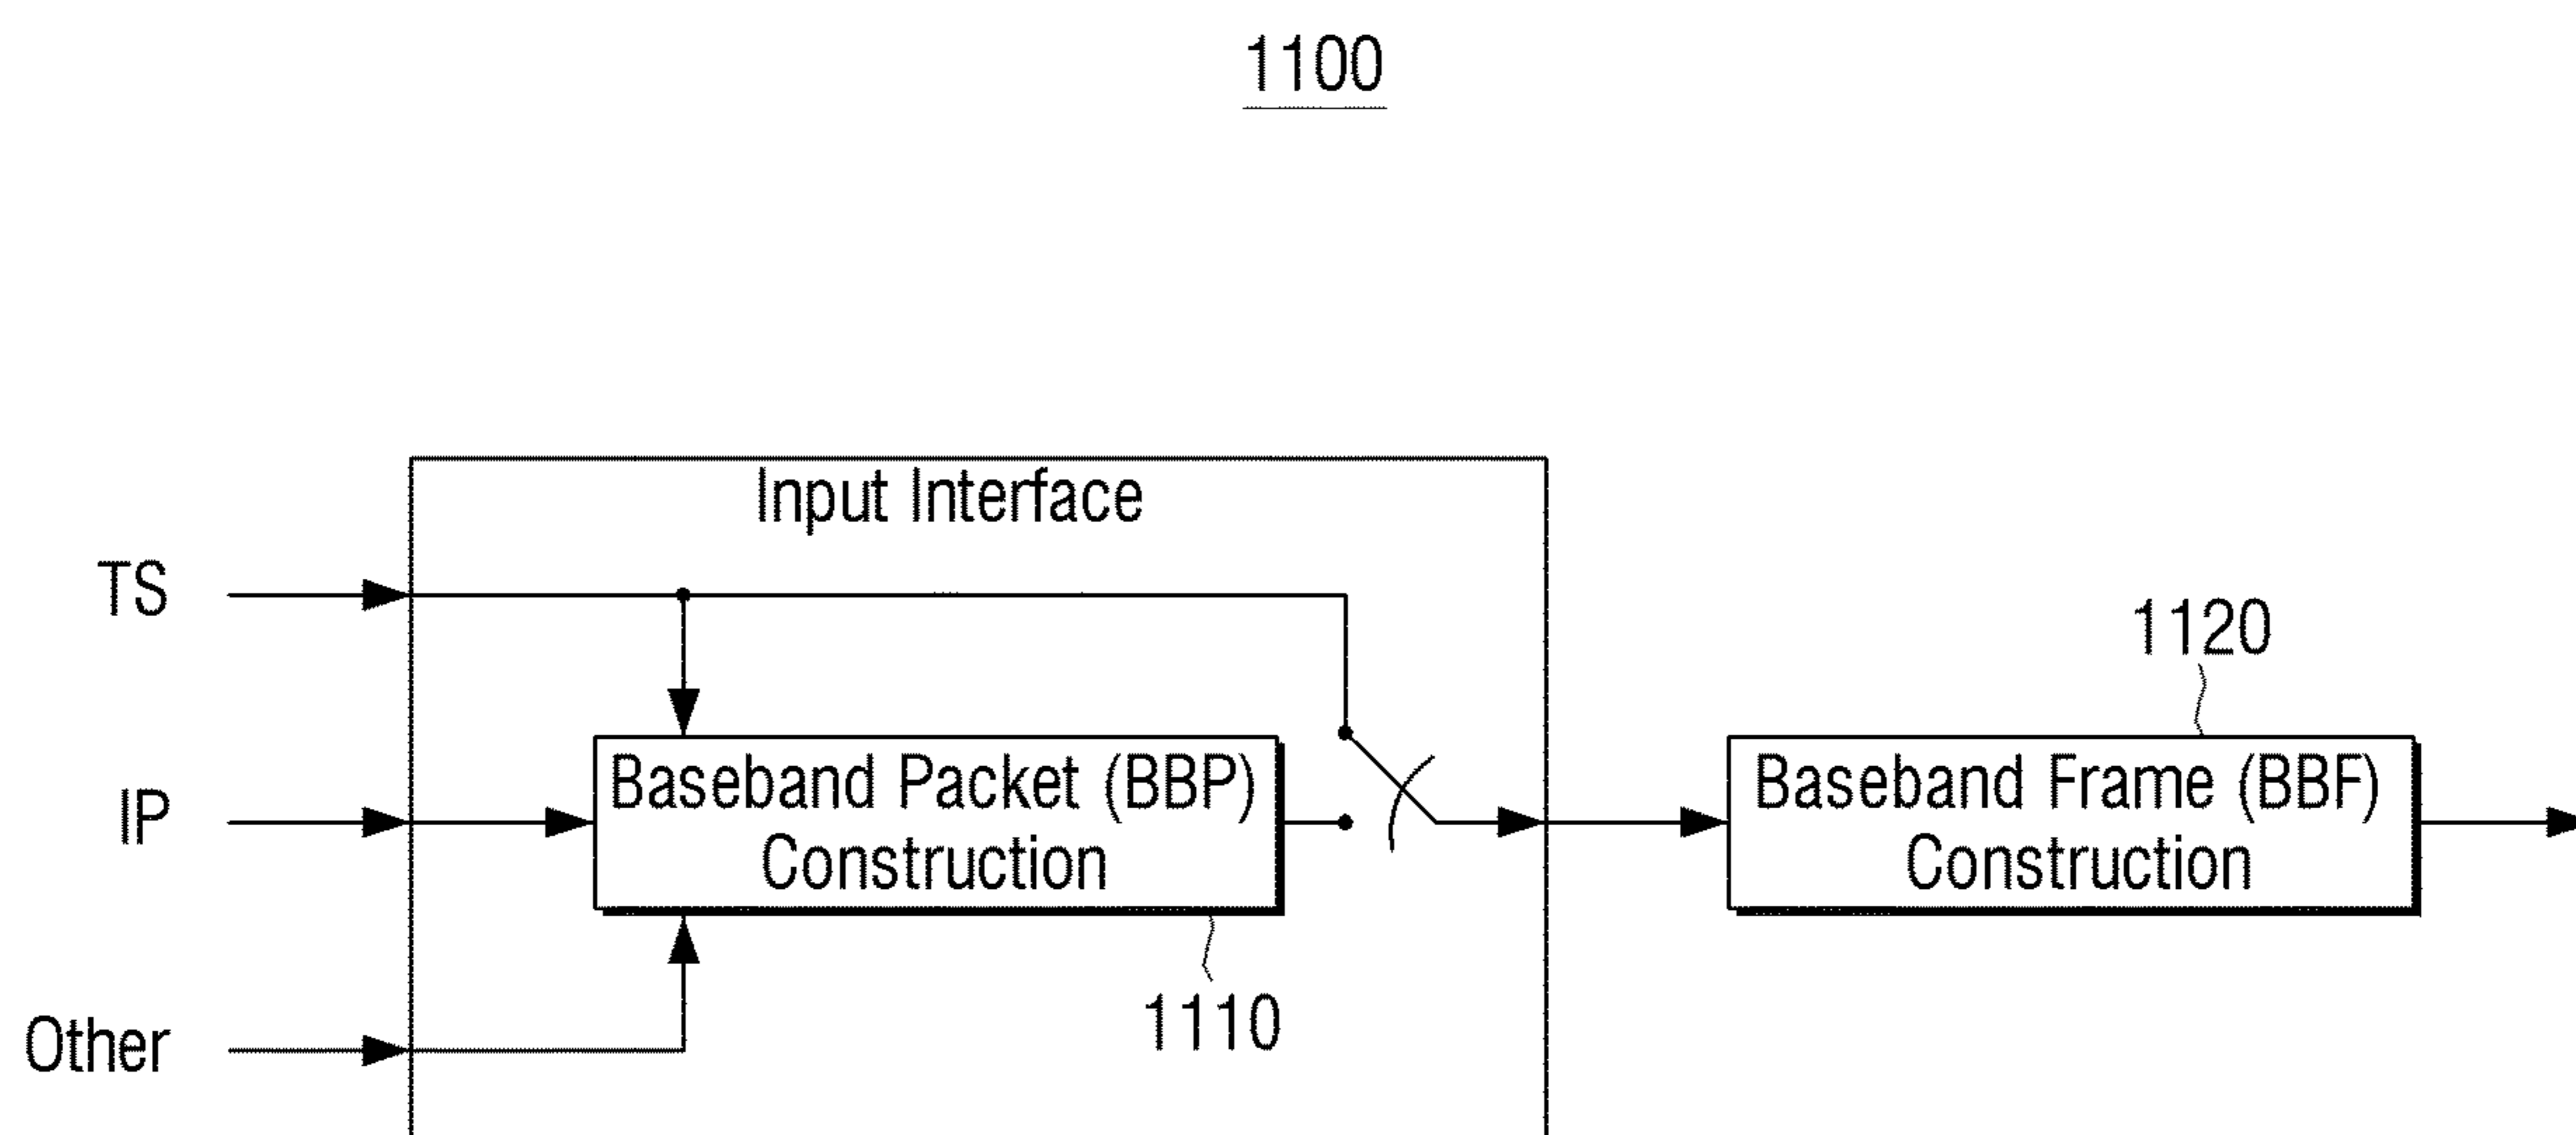 1100
Input Interface
TS
1120
Baseband Packet (BBP)
Construction
Baseband Frame (BBF)
Construction
IP
1110
Other